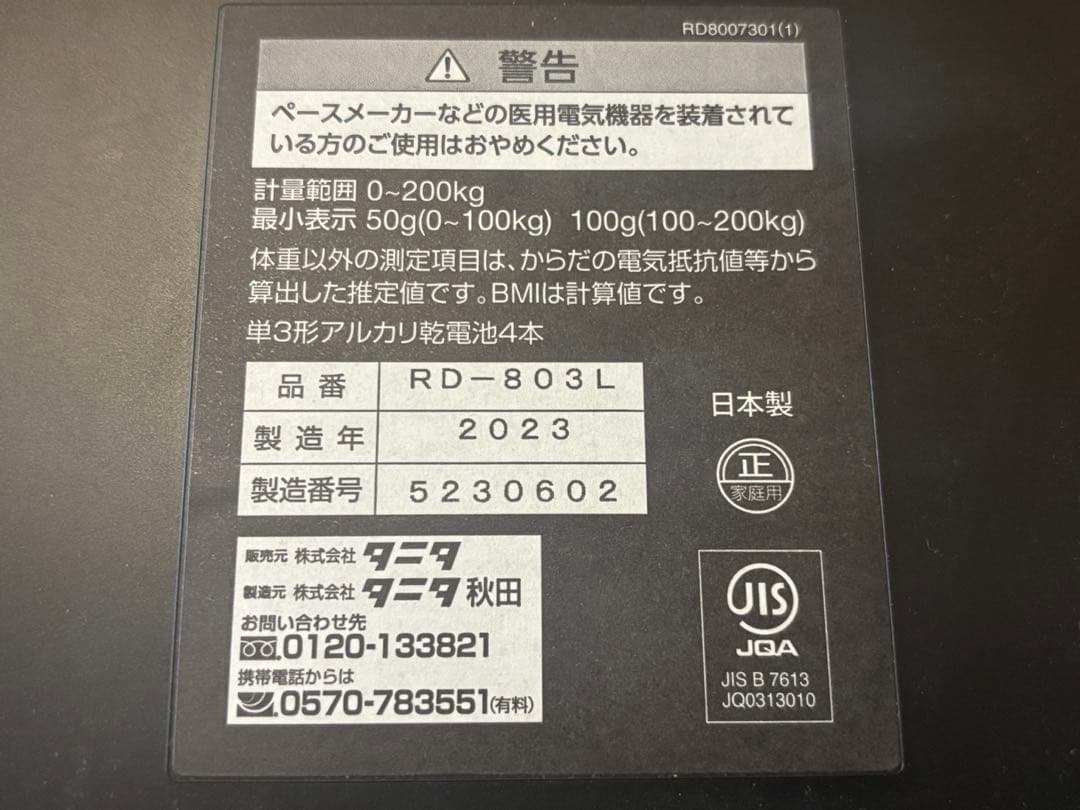 RD8007301(1)
⚠ 警告
ペースメーカーなどの医用電気機器を装着されて
いる方のご使用はおやめください。
計量範囲 0~200kg
最小表示 50g(0~100kg) 100g(100~200kg)
体重以外の測定項目は、からだの電気抵抗値等から
算出した推定値です。BMIは計算値です。
単3形アルカリ乾電池4本
品番 RD-803L
製造年 2023
製造番号 5230602
日本製
正
家庭用
販売元 株式会社 タニタ
製造元 株式会社 タニタ 秋田
お問い合わせ先
0120-133821
携帯電話からは
0570-783551(有料)
JIS
JQA
JIS B 7613
JQ0313010